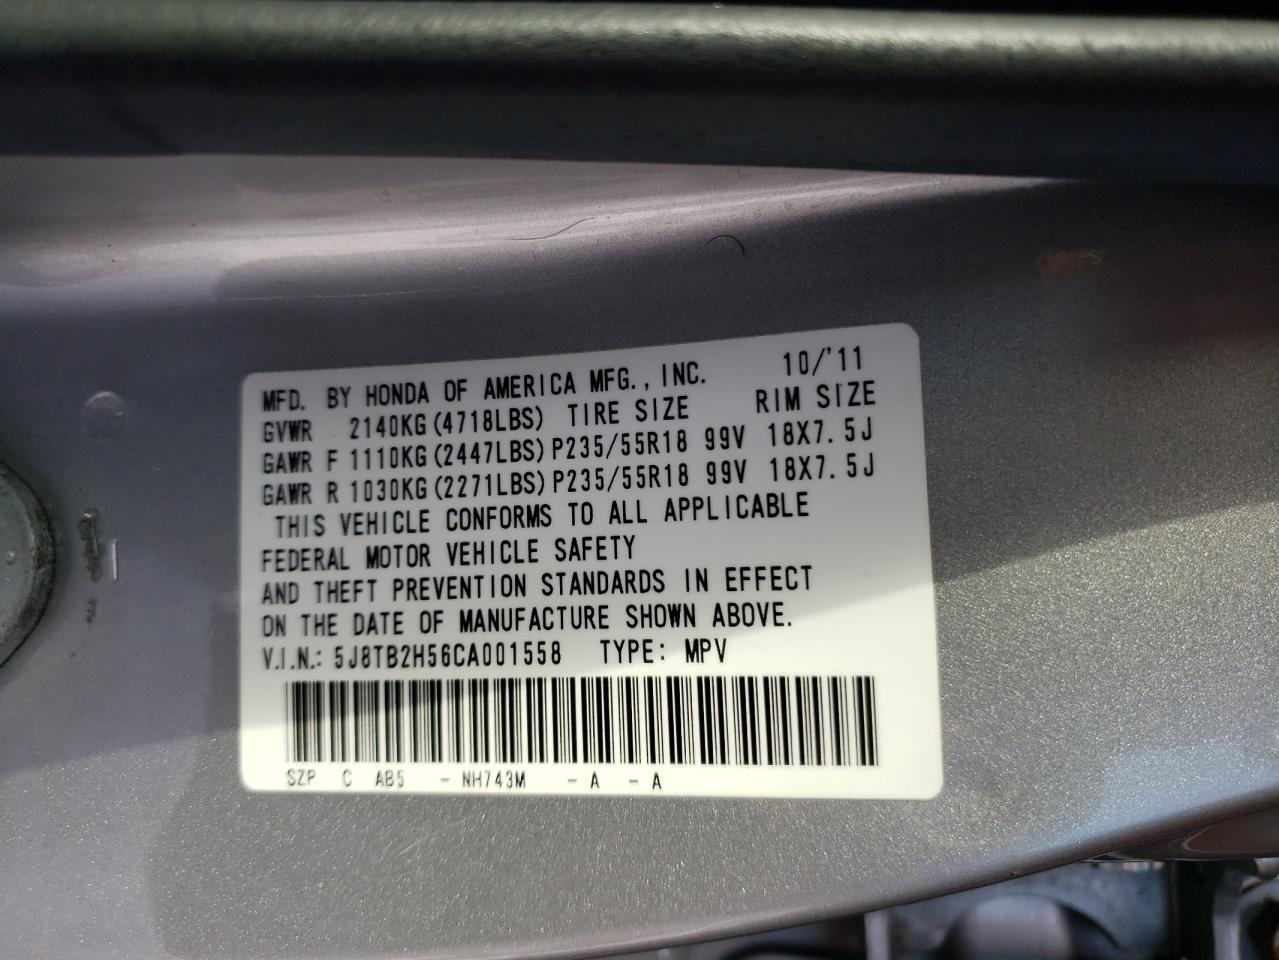 MFD. BY HONDA OF AMERICA MFG., INC. 10/'11
GVWR 2140KG(4718LBS) TIRE SIZE RIM SIZE
GAWR F 1110KG(2447LBS)P235/55R18 99V 18X7.5J
GAWR R 1030KG(2271LBS)P235/55R18 99V 18X7.5J
THIS VEHICLE CONFORMS TO ALL APPLICABLE
FEDERAL MOTOR VEHICLE SAFETY
AND THEFT PREVENTION STANDARDS IN EFFECT
ON THE DATE OF MANUFACTURE SHOWN ABOVE.
V.I.N.: 5J8TB2H56CA001558 TYPE: MPV
SZP C AB5 - NH743M - A - A